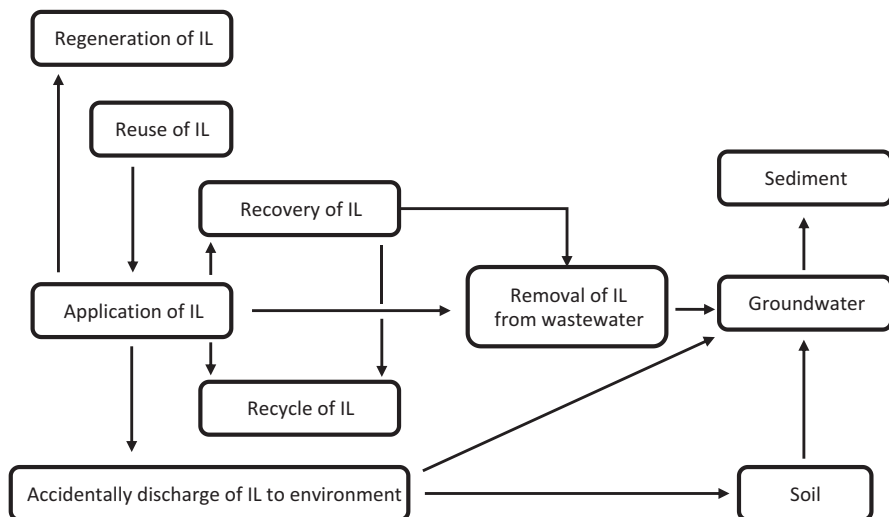 Regeneration of IL
Reuse of IL
Sediment
Recovery of IL
Removal of IL
from wastewater
Groundwater
Application of IL
Recycle of IL
Accidentally discharge of IL to environment
Soil